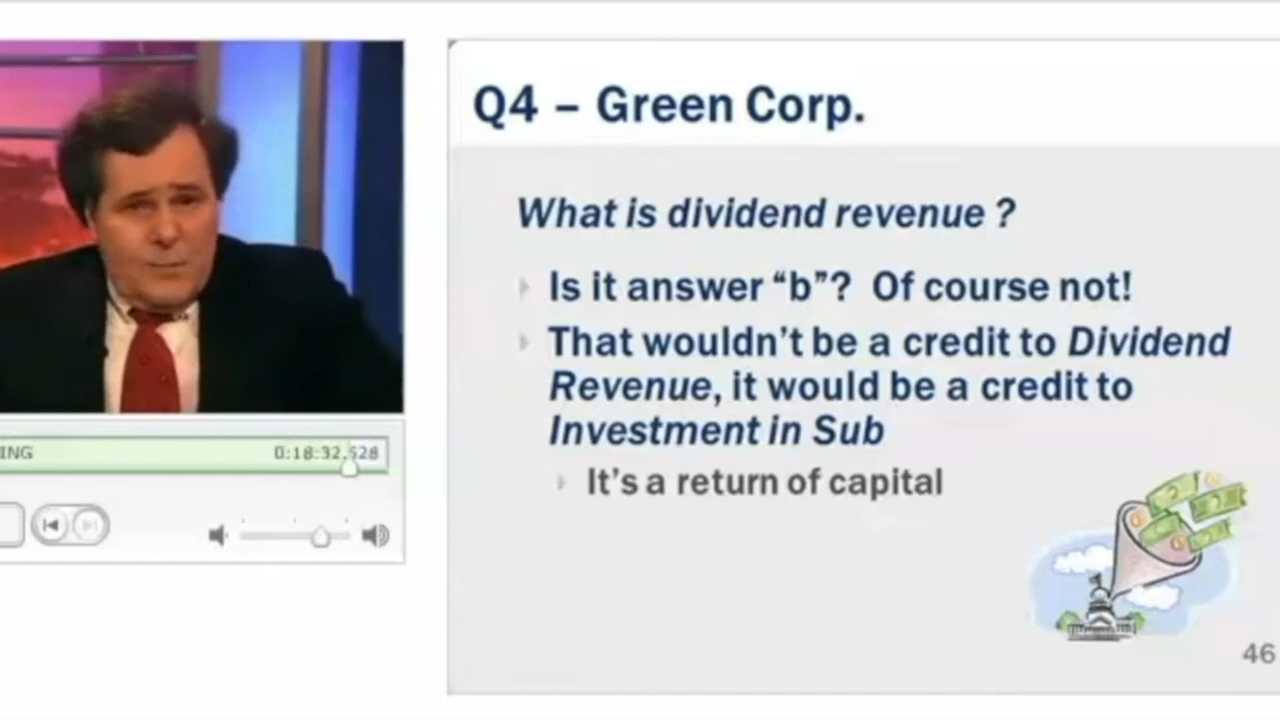 Q4 – Green Corp.
What is dividend revenue ?
Is it answer “b”? Of course not!
That wouldn’t be a credit to Dividend
Revenue, it would be a credit to
Investment in Sub
It’s a return of capital
46
ING
0:18:32.528